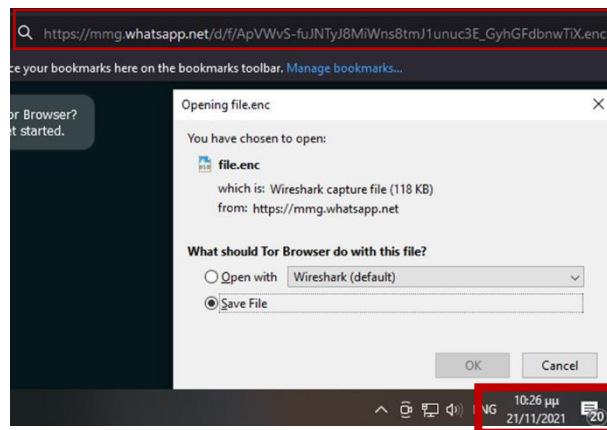 https://mmg.whatsapp.net/d/f/ApVWvS-fuJNTyJ8MiWns8tmJ1unuc3E_GyhGFdbnwTiX.enc
ce your bookmarks here on the bookmarks toolbar. Manage bookmarks...
or Browser?
et started.
Opening file.enc
You have chosen to open:
file.enc
which is: Wireshark capture file (118 KB)
from: https://mmg.whatsapp.net
What should Tor Browser do with this file?
Open with Wireshark (default)
Save File
OK Cancel
NG 10:26 μμ
21/11/2021 20